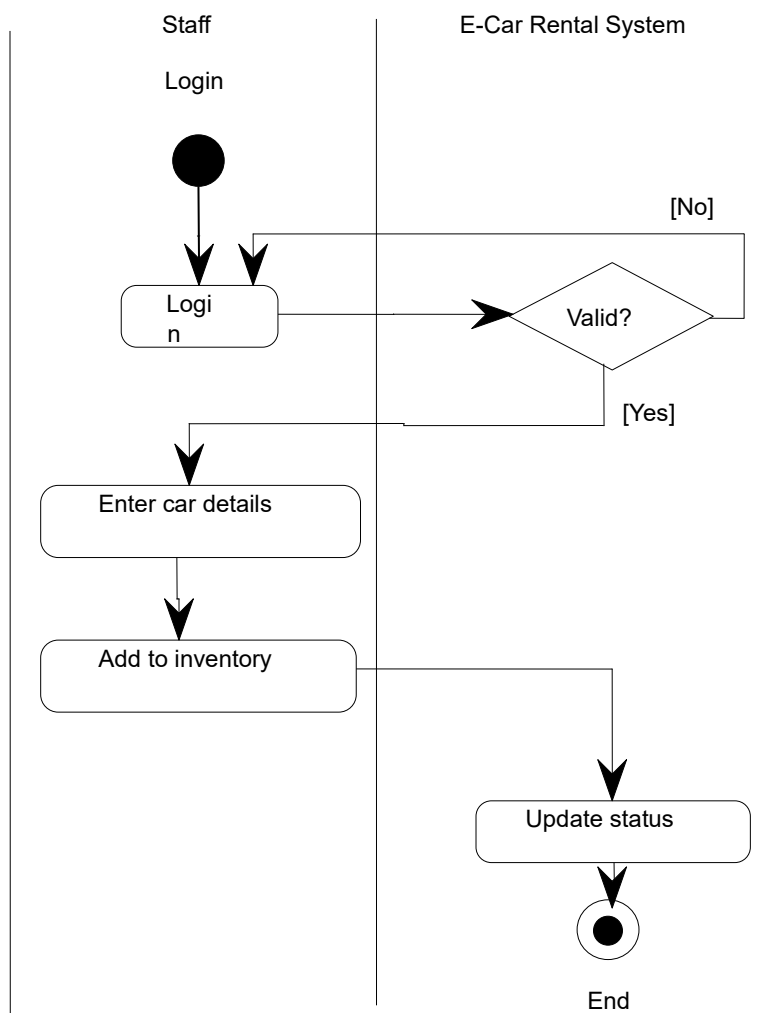 Staff
E-Car Rental System
Login
[No]
Logi
n
Valid?
[Yes]
Enter car details
Add to inventory
Update status
End